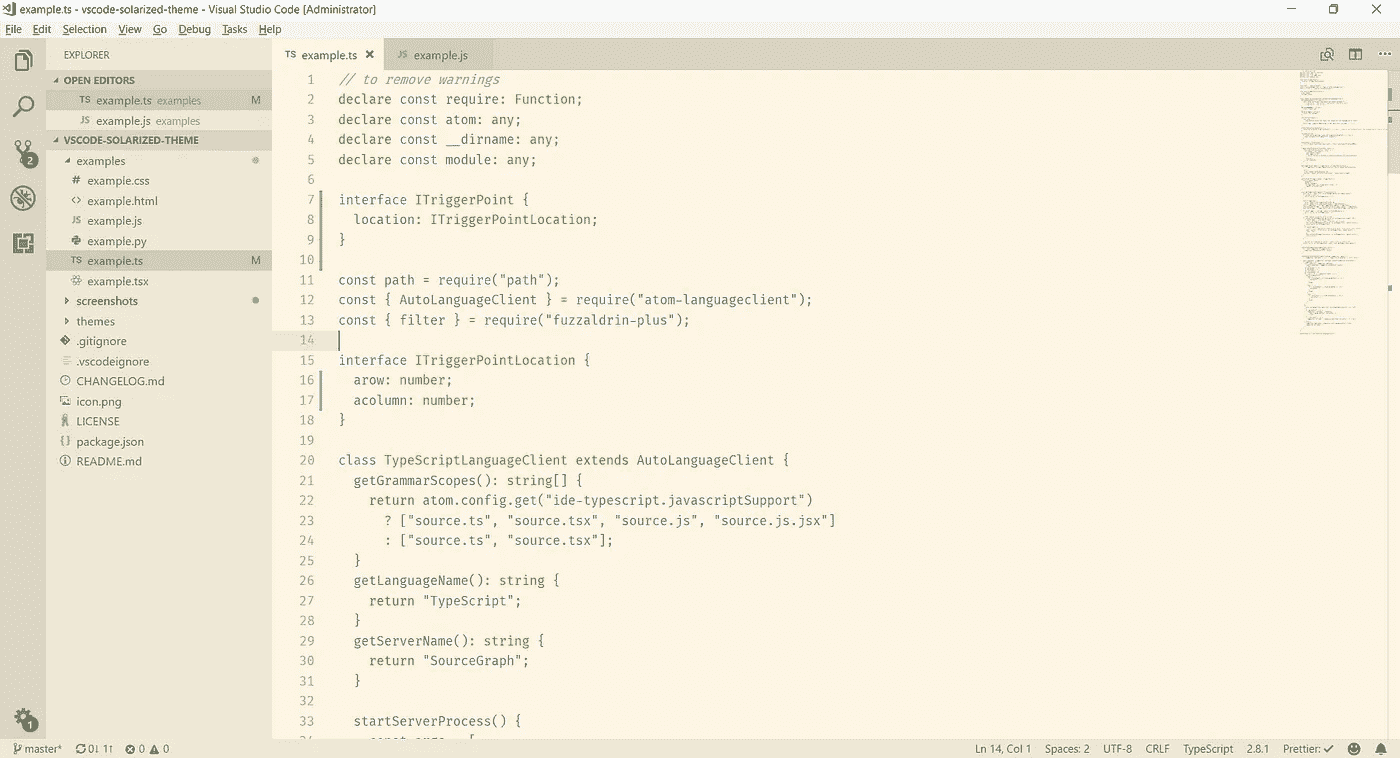 example.ts - vscode-solarized-theme - Visual Studio Code [Administrator]
File Edit Selection View Go Debug Tasks Help
EXPLORER
OPEN EDITORS
TS example.ts examples M
JS example.js examples
VSCODE-SOLARIZED-THEME
examples
# example.css
<> example.html
JS example.js
example.py
TS example.ts M
example.tsx
screenshots
themes
.gitignore
.vscodeignore
CHANGELOG.md
icon.png
LICENSE
{} package.json
README.md
2
1
TS example.ts JS example.js
1 // to remove warnings
2 declare const require: Function;
3 declare const atom: any;
4 declare const __dirname: any;
5 declare const module: any;
6
7 interface ITriggerPoint {
8 location: ITriggerPointLocation;
9 }
10
11 const path = require("path");
12 const { AutoLanguageClient } = require("atom-languageclient");
13 const { filter } = require("fuzzaldrin-plus");
14
15 interface ITriggerPointLocation {
16 arow: number;
17 acolumn: number;
18 }
19
20 class TypeScriptLanguageClient extends AutoLanguageClient {
21 getGrammarScopes(): string[] {
22 return atom.config.get("ide-typescript.javascriptSupport")
23 ? ["source.ts", "source.tsx", "source.js", "source.js.jsx"]
24 : ["source.ts", "source.tsx"];
25 }
26 getLanguageName(): string {
27 return "TypeScript";
28 }
29 getServerName(): string {
30 return "SourceGraph";
31 }
32
33 startServerProcess() {
master* 0↓ 1↑ 0 0 Ln 14, Col 1 Spaces: 2 UTF-8 CRLF TypeScript 2.8.1 Prettier: ✓